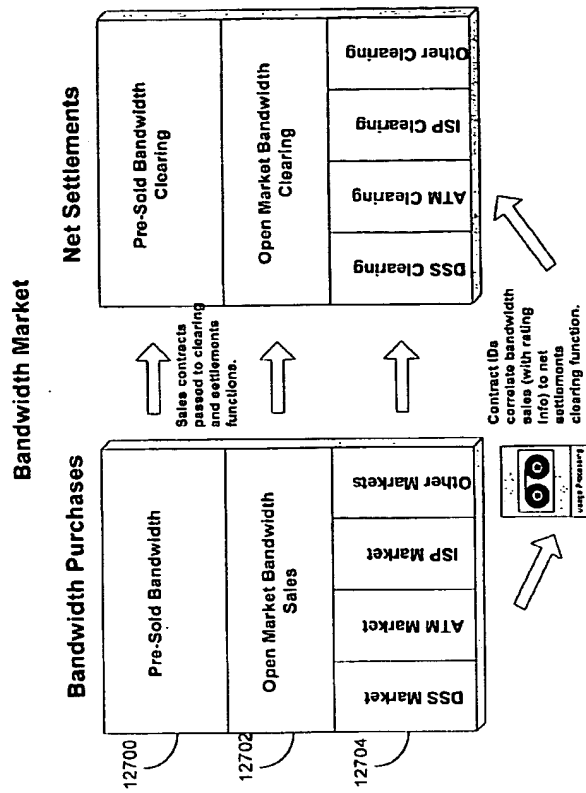 Bandwidth Market
Bandwidth Purchases
Pre-Sold Bandwidth
Open Market Bandwidth
Sales
DSS Market
ATM Market
ISP Market
Other Markets
12700
12702
12704
Sales contracts
passed to clearing
and settlements
functions.
Net Settlements
Pre-Sold Bandwidth
Clearing
Open Market Bandwidth
Clearing
DSS Clearing
ATM Clearing
ISP Clearing
Other Clearing
Usage Processing
Contract IDs
correlate bandwidth
sales (with rating
info) to net
settlements
clearing function.